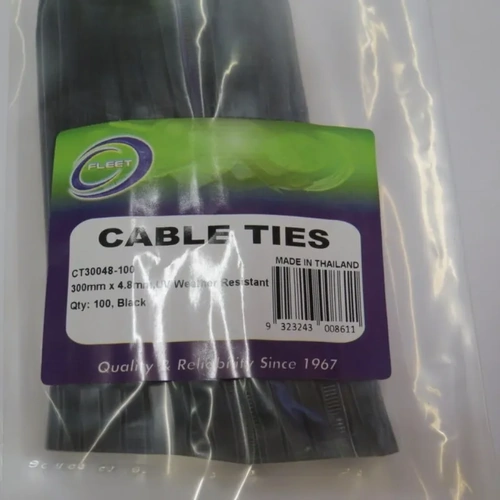 FLEET
CABLE TIES
CT30048-100
MADE IN THAILAND
300mm x 4.8mm, UV Weather Resistant
Qty: 100, Black
9 323243 008611
Quality & Reliability Since 1967